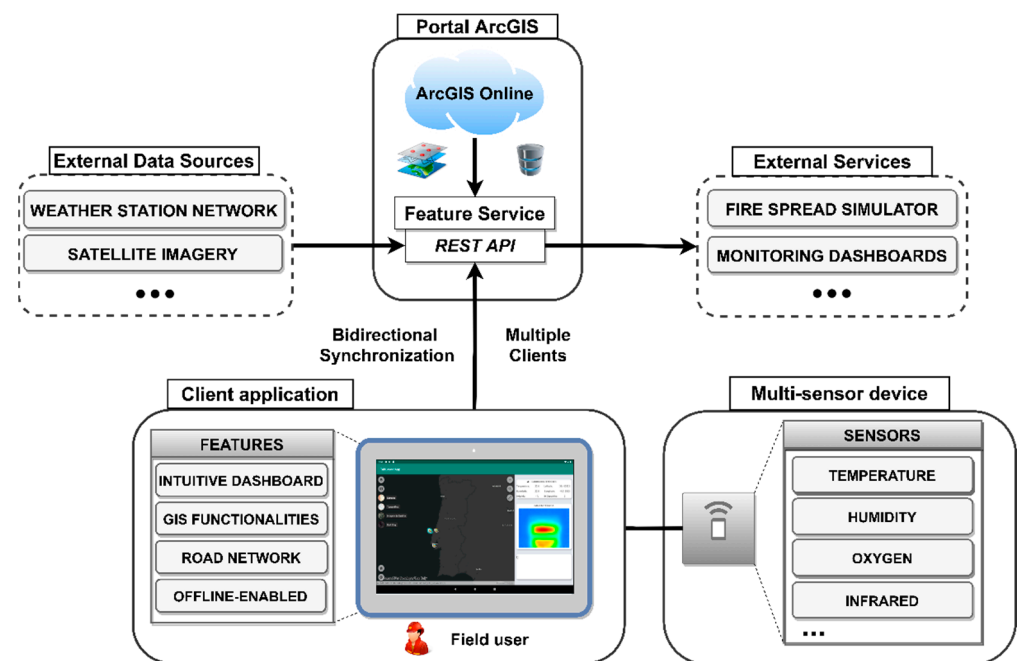 Portal ArcGIS
ArcGIS Online
External Data Sources
WEATHER STATION NETWORK
SATELLITE IMAGERY
•••
Feature Service
REST API
External Services
FIRE SPREAD SIMULATOR
MONITORING DASHBOARDS
•••
Bidirectional
Synchronization
Multiple
Clients
Client application
FEATURES
INTUITIVE DASHBOARD
GIS FUNCTIONALITIES
ROAD NETWORK
OFFLINE-ENABLED
Field user
Multi-sensor device
SENSORS
TEMPERATURE
HUMIDITY
OXYGEN
INFRARED
...